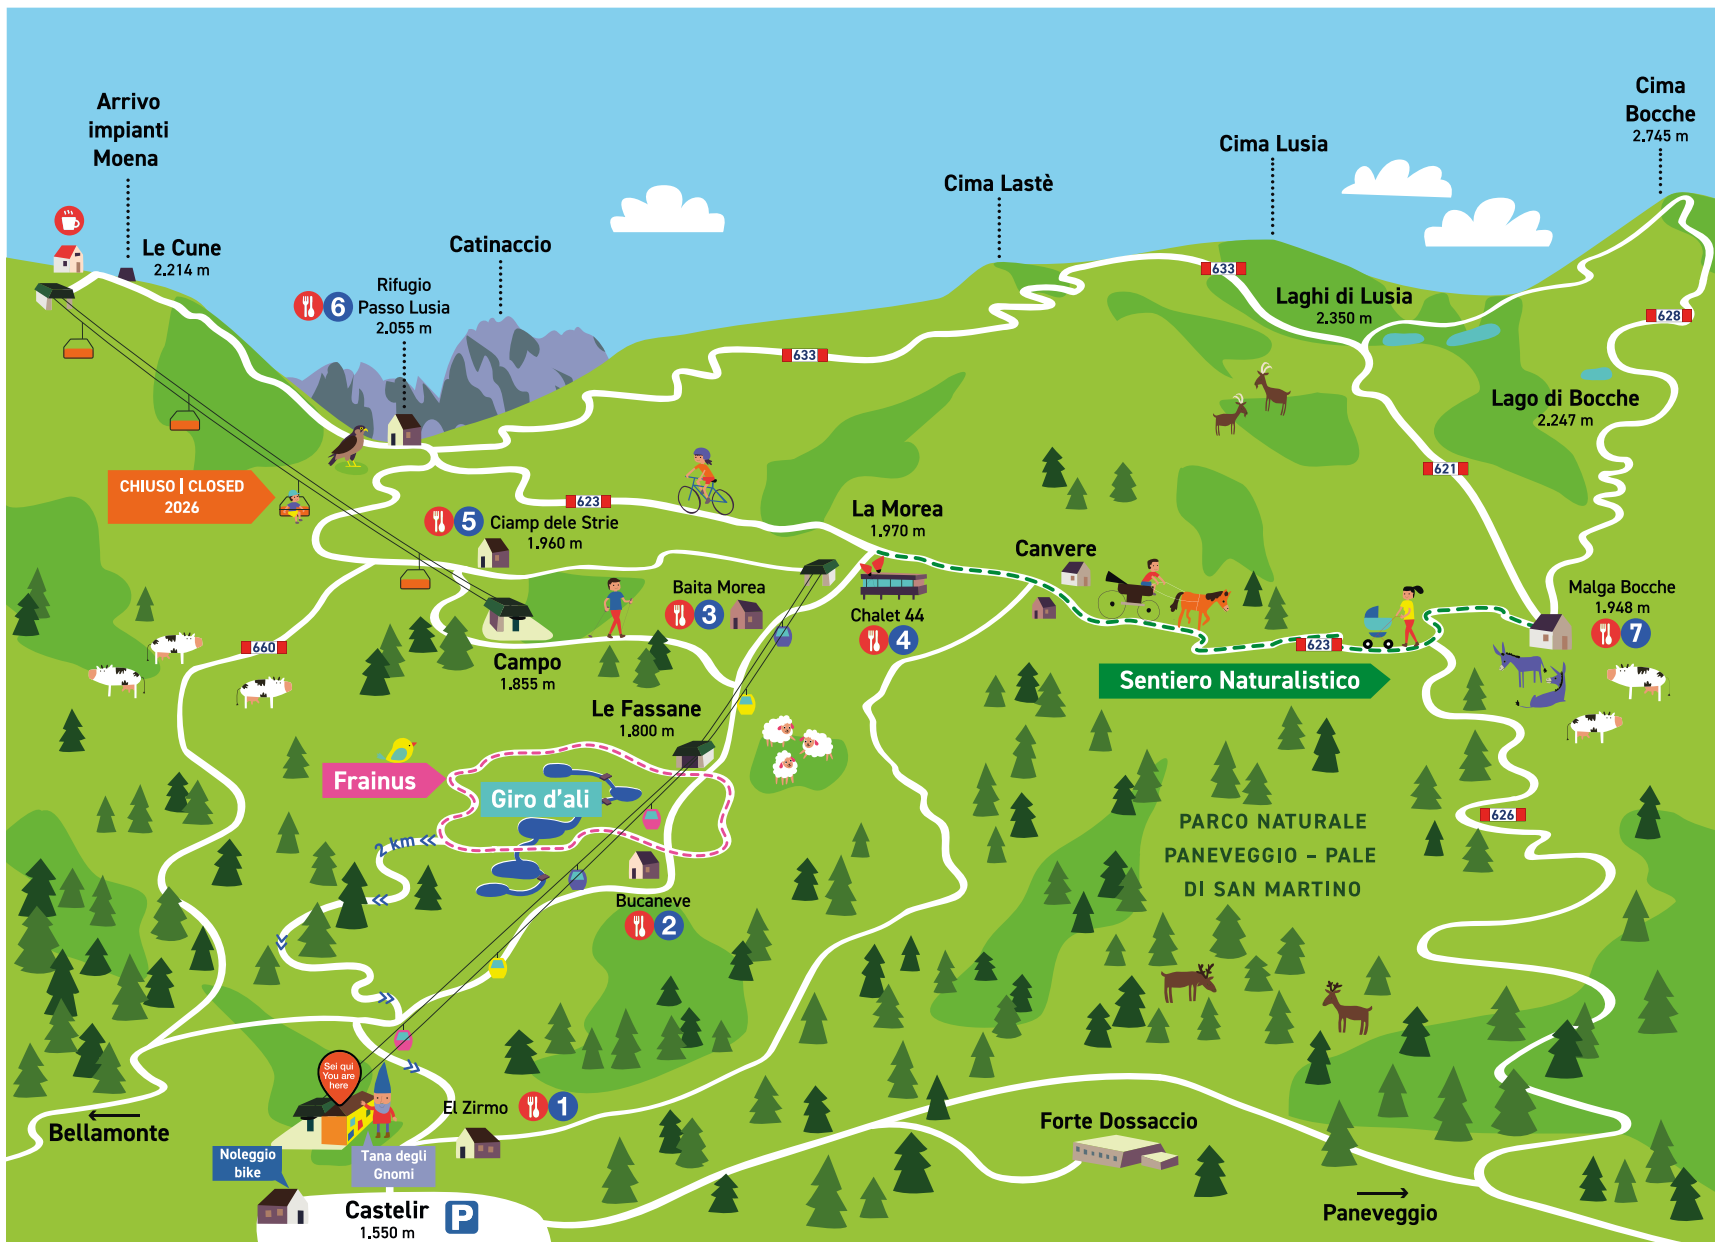 Arrivo
impianti
Moena
Le Cune
2.214 m
Catinaccio
Rifugio
Passo Lusia
2.055 m
6
Cima Lastè
Cima Lusia
Cima
Bocche
2.745 m
633
633
Laghi di Lusia
2.350 m
628
Lago di Bocche
2.247 m
621
CHIUSO | CLOSED
2026
623
5
Ciamp dele Strie
1.960 m
La Morea
1.970 m
Canvere
Baita Morea
3
Chalet 44
4
Malga Bocche
1.948 m
7
660
623
Campo
1.855 m
Sentiero Naturalistico
Le Fassane
1.800 m
Frainus
Giro d'ali
2 km
626
PARCO NATURALE
PANEVEGGIO – PALE
DI SAN MARTINO
Bucaneve
2
Sei qui
You are
here
El Zirmo
1
Bellamonte
Forte Dossaccio
Noleggio
bike
Tana degli
Gnomi
Castelir
1.550 m
P
Paneveggio